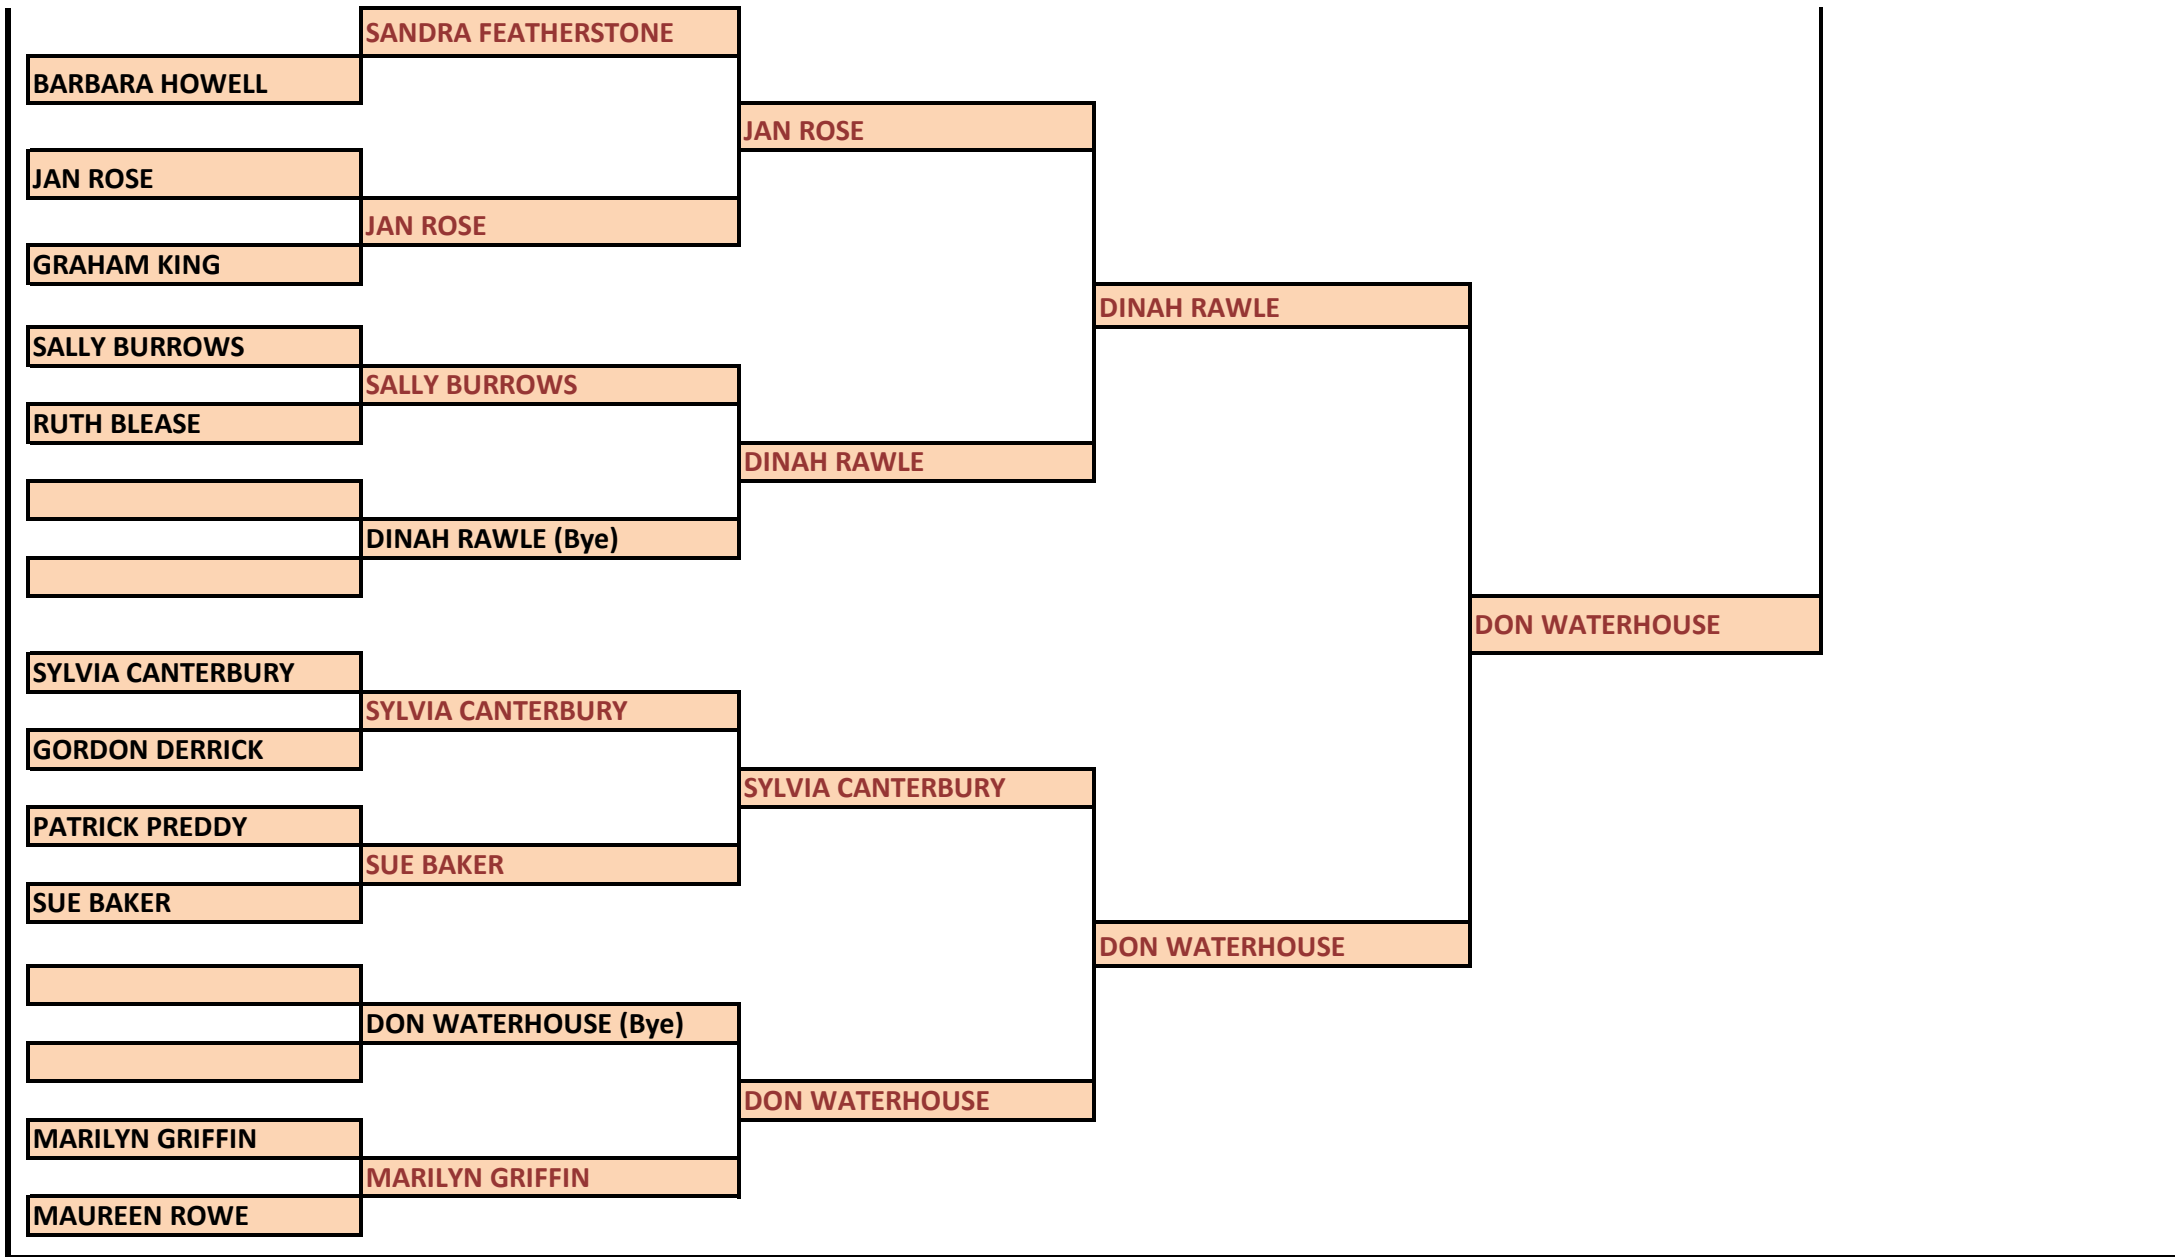 SANDRA FEATHERSTONE
BARBARA HOWELL
JAN ROSE
JAN ROSE
JAN ROSE
GRAHAM KING
DINAH RAWLE
SALLY BURROWS
SALLY BURROWS
RUTH BLEASE
DINAH RAWLE
DINAH RAWLE (Bye)
DON WATERHOUSE
SYLVIA CANTERBURY
SYLVIA CANTERBURY
GORDON DERRICK
SYLVIA CANTERBURY
PATRICK PREDDY
SUE BAKER
SUE BAKER
DON WATERHOUSE
DON WATERHOUSE (Bye)
DON WATERHOUSE
MARILYN GRIFFIN
MARILYN GRIFFIN
MAUREEN ROWE